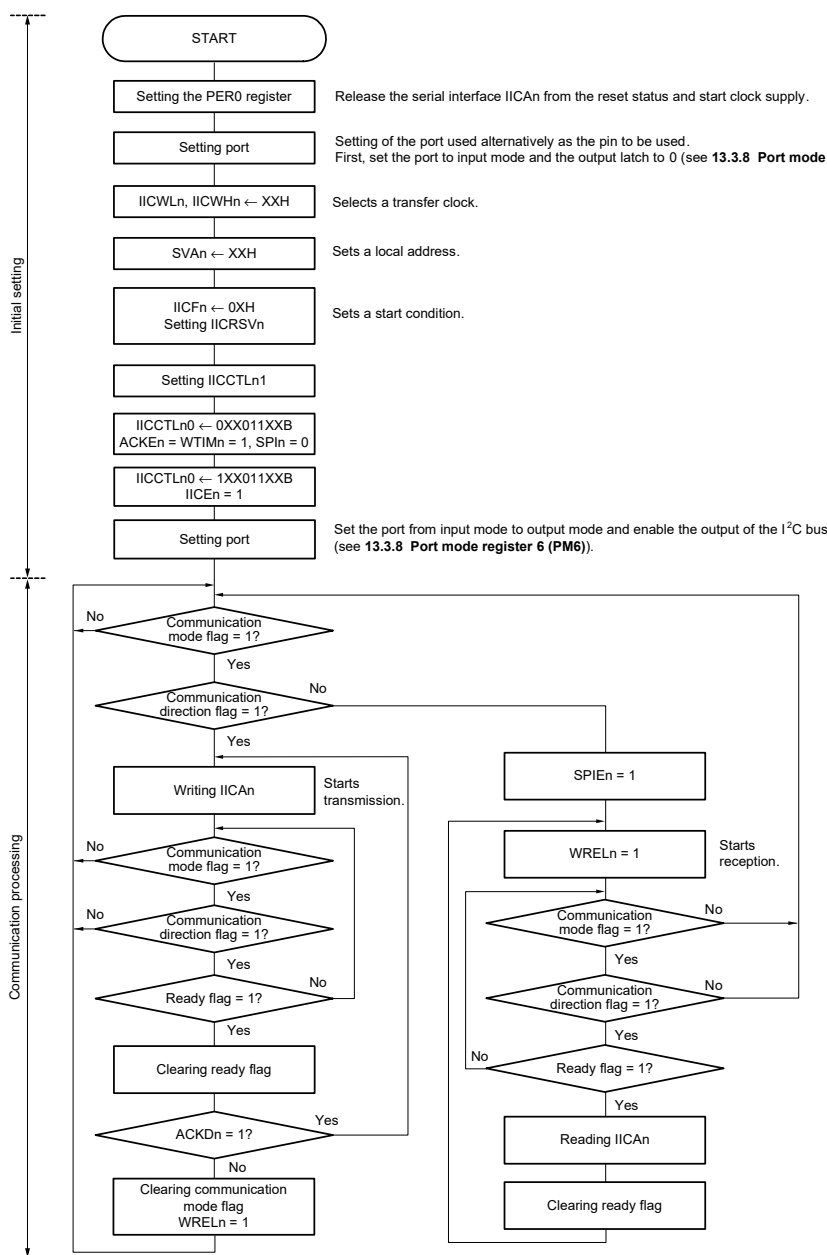 START
Setting the PER0 register
Release the serial interface IICAn from the reset status and start clock supply.
Setting port
Setting of the port used alternatively as the pin to be used.
First, set the port to input mode and the output latch to 0 (see 13.3.8 Port mode
IICWLn, IICWHn ← XXH
Selects a transfer clock.
SVAn ← XXH
Sets a local address.
IICFn ← 0XH
Setting IICRSVn
Sets a start condition.
Setting IICCTLn1
IICCTLn0 ← 0XX011XXB
ACKEn = WTIMn = 1, SPIn = 0
IICCTLn0 ← 1XX011XXB
IICEn = 1
Setting port
Set the port from input mode to output mode and enable the output of the I2C bus
(see 13.3.8 Port mode register 6 (PM6)).
Initial setting
Communication processing
No
Communication
mode flag = 1?
Yes
Communication
direction flag = 1?
No
Yes
Writing IICAn
Starts
transmission.
No
Communication
mode flag = 1?
Yes
No
Communication
direction flag = 1?
Yes
Ready flag = 1?
No
Yes
Clearing ready flag
ACKDn = 1?
Yes
No
Clearing communication
mode flag
WRELn = 1
SPIEn = 1
WRELn = 1
Starts
reception.
Communication
mode flag = 1?
No
Yes
Communication
direction flag = 1?
No
Yes
No
Ready flag = 1?
Yes
Reading IICAn
Clearing ready flag